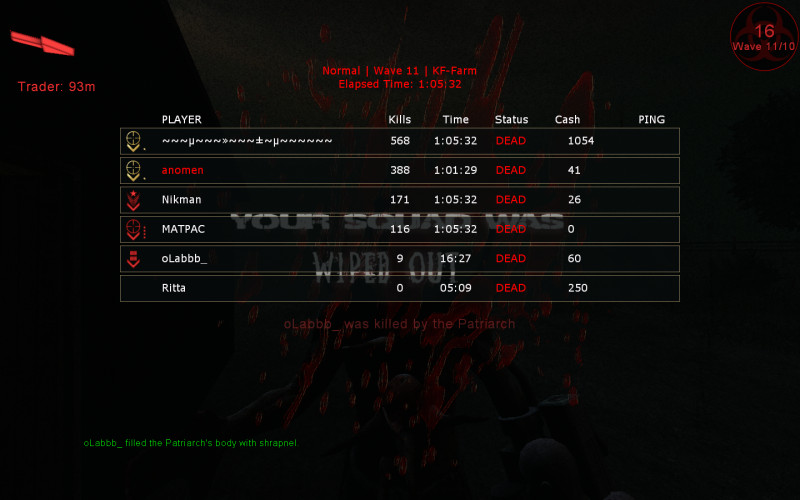 16
Wave 11/10
Trader: 93m
Normal | Wave 11 | KF-Farm
Elapsed Time: 1:05:32
PLAYER Kills Time Status Cash PING
~~~µ~~~»~~~±~µ~~~~~~ 568 1:05:32 DEAD 1054
anomen 388 1:01:29 DEAD 41
Nikman 171 1:05:32 DEAD 26
YOUR SQUAD WAS
MATPAC 116 1:05:32 DEAD 0
oLabbb_ 9 16:27 DEAD 60
WIPED OUT
Ritta 0 05:09 DEAD 250
oLabbb_ was killed by the Patriarch
oLabbb_ filled the Patriarch's body with shrapnel